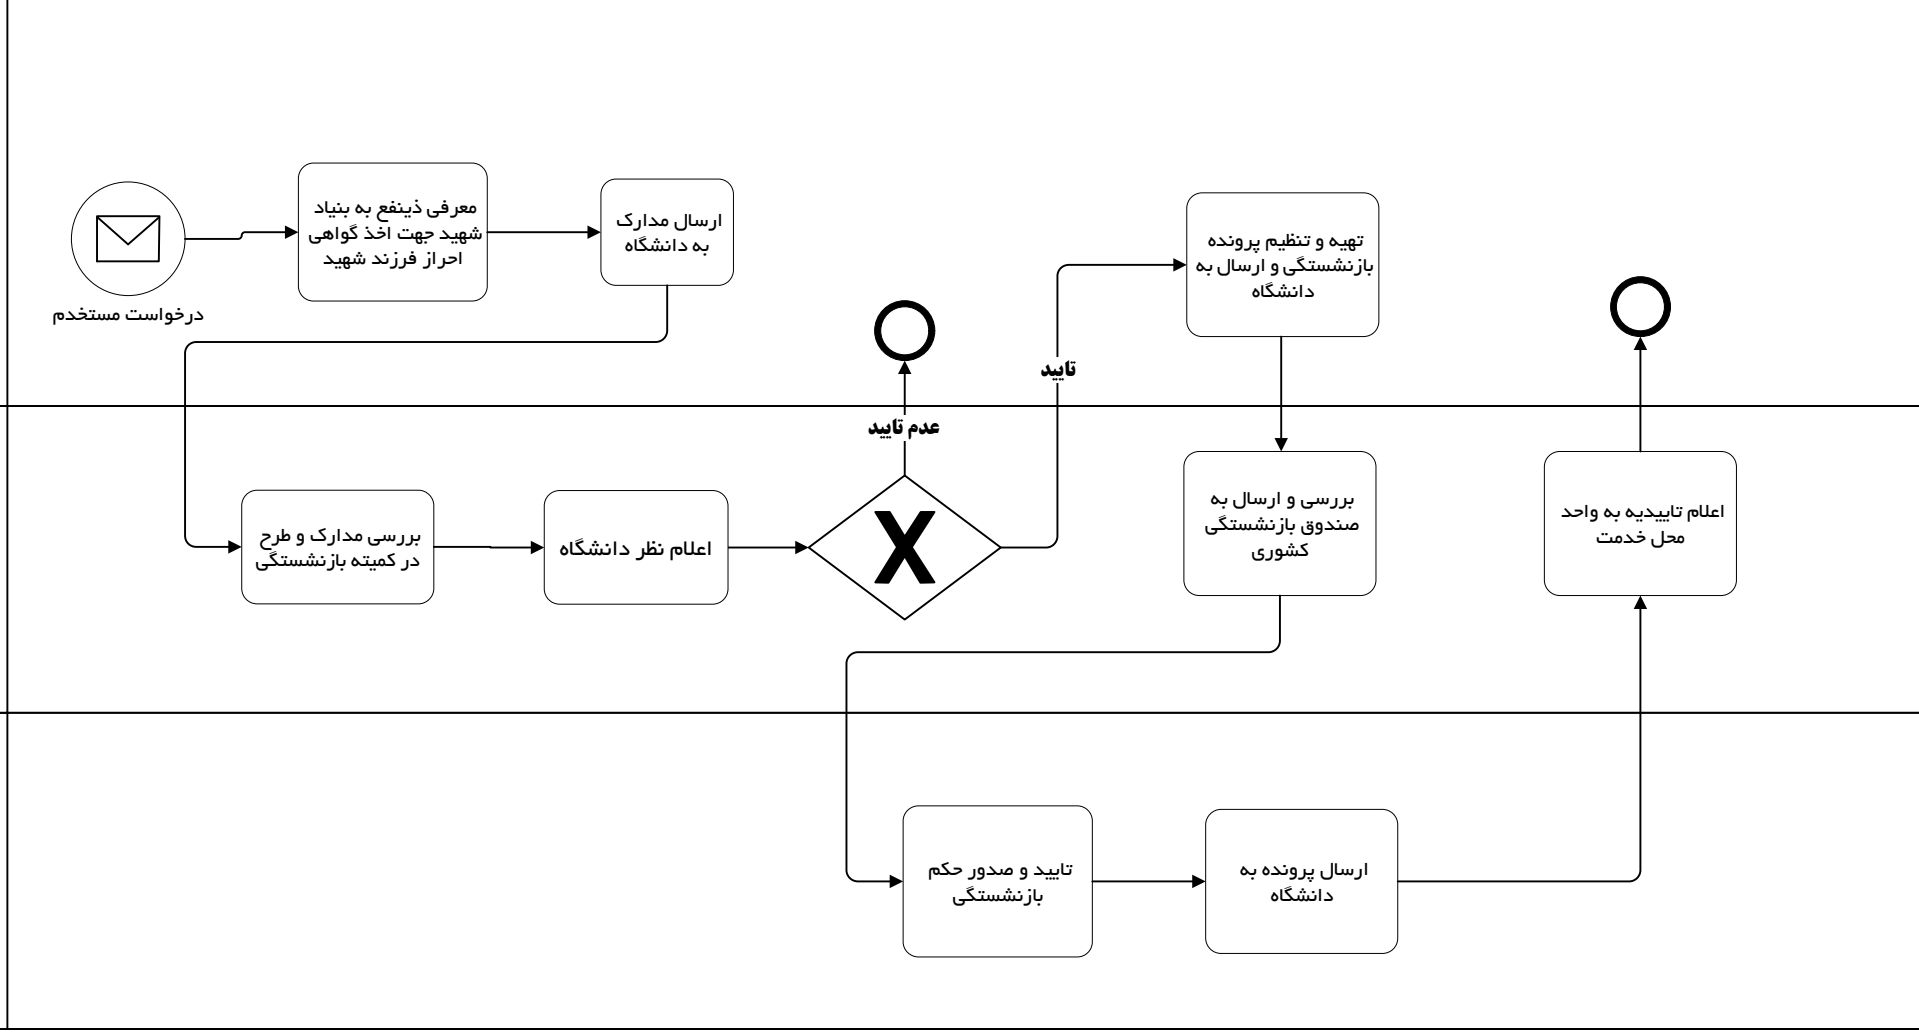 درخواست مستخدم
معرفی ذینفع به بنیاد
شهید جهت اخذ گواهی
احراز فرزند شهید
ارسال مدارک
به دانشگاه
بررسی مدارک و طرح
در کمیته بازنشستگی
اعلام نظر دانشگاه
X
عدم تایید
تایید
تهیه و تنظیم پرونده
بازنشستگی و ارسال به
دانشگاه
بررسی و ارسال به
صندوق بازنشستگی
کشوری
تایید و صدور حکم
بازنشستگی
ارسال پرونده به
دانشگاه
اعلام تاییدیه به واحد
محل خدمت